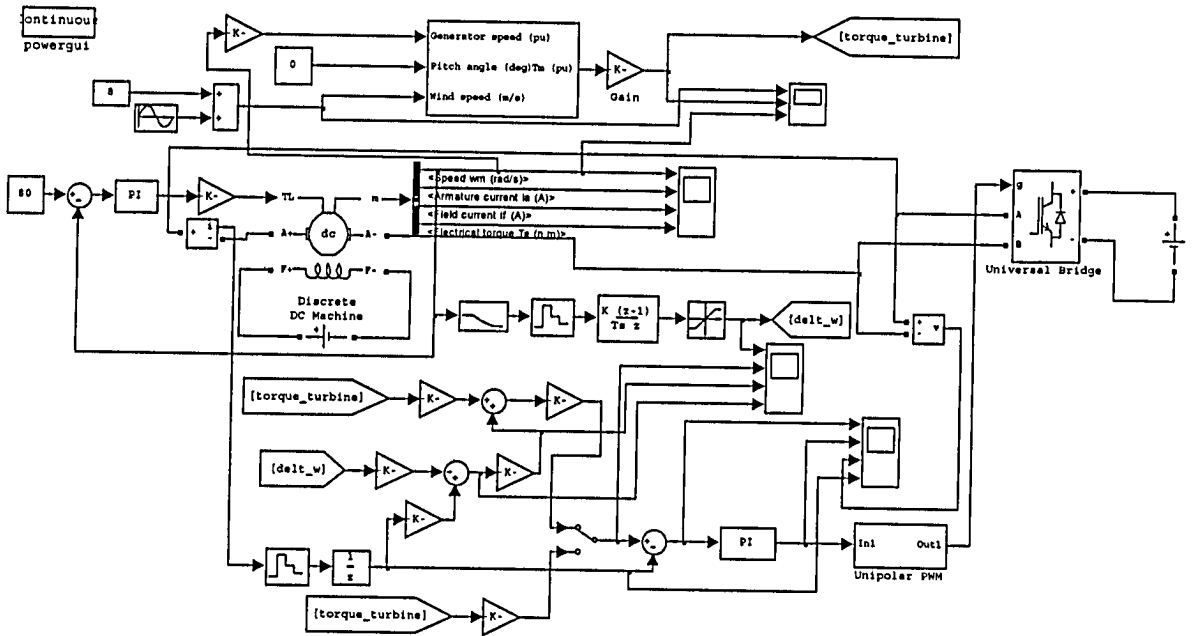 ontinuou
powergui
K-
Generator speed (pu)
Pitch angle (deg)Tm (pu)
Wind speed (m/s)
0
K-
Gain
[torque_turbine]
8
+
+
80
+
-
PI
K-
TL
m
dc
A+
A-
+
-
i
F+
F-
Discrete
DC Machine
+
<Speed wm (rad/s)>
<Armature current ia (A)>
<Field current if (A)>
<Electrical torque Te (n m)>
g
A
B
+
-
Universal Bridge
+
K (z-1)
Ts z
[delt_w]
+
-
v
[torque_turbine]
K-
+
+
K-
[delt_w]
K-
+
K-
K-
1
z
+
-
PI
In1
Out1
Unipolar PWM
[torque_turbine]
K-